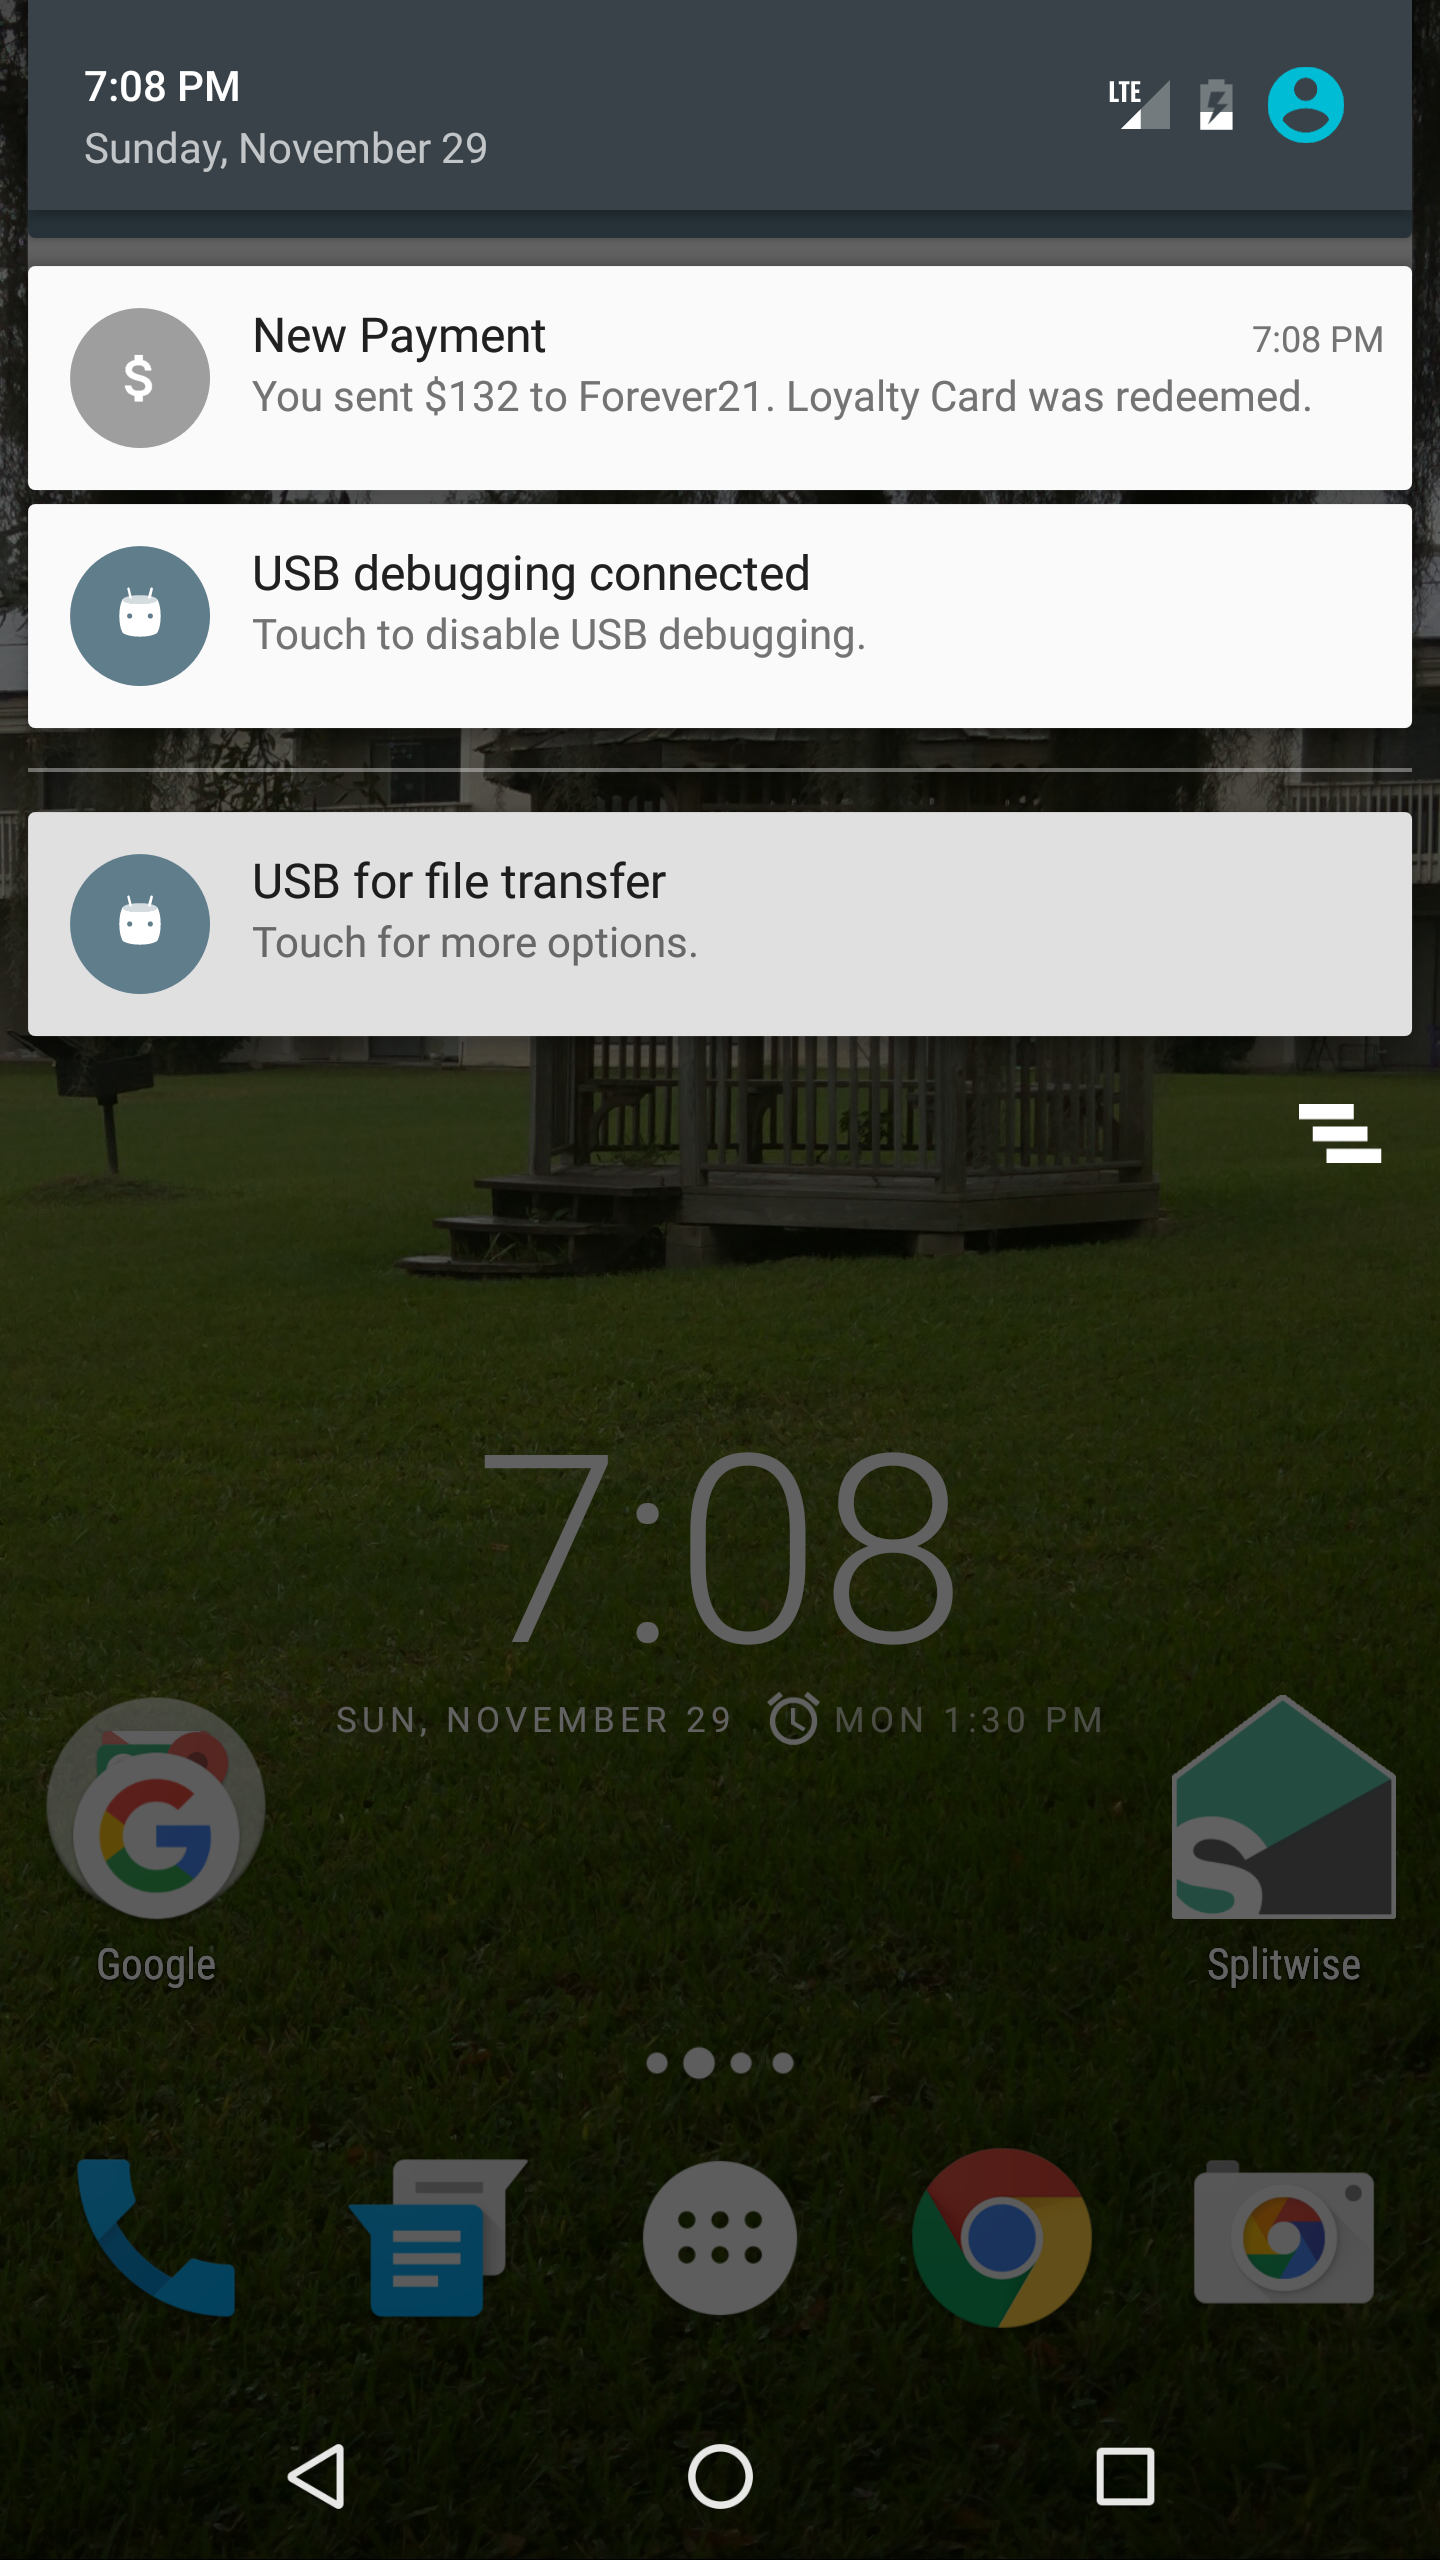 7:08 PM
LTE
Sunday, November 29
$
New Payment
7:08 PM
You sent $132 to Forever21. Loyalty Card was redeemed.
USB debugging connected
Touch to disable USB debugging.
USB for file transfer
Touch for more options.
7:08
SUN, NOVEMBER 29
MON 1:30 PM
G
S
Google
Splitwise